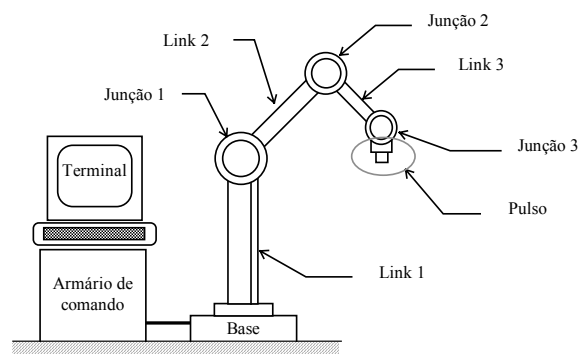 Junção 2
Link 2
Link 3
Junção 1
Junção 3
Terminal
Pulso
Link 1
Armário de
comando
Base